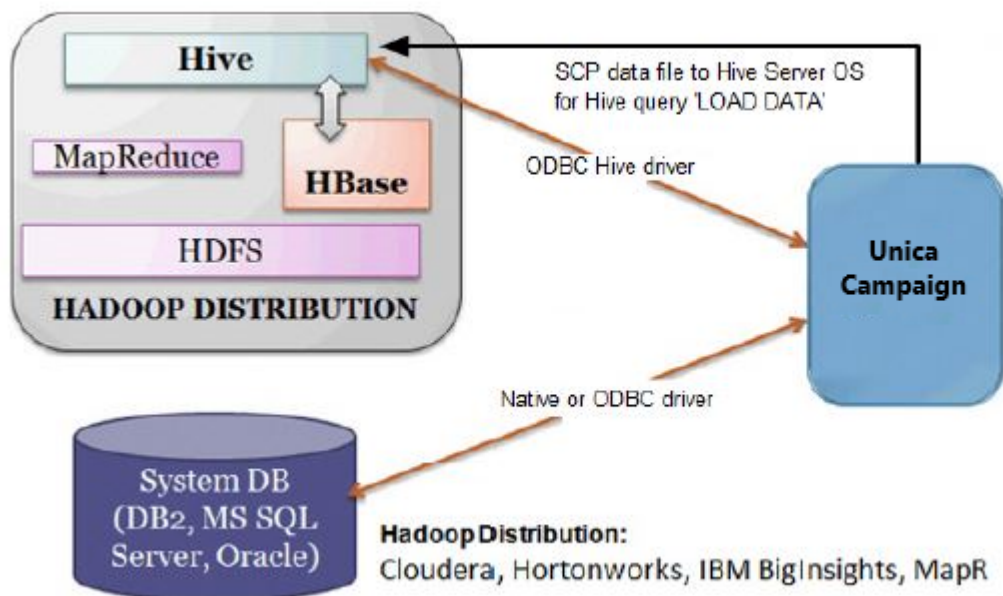 Hive
SCP data file to Hive Server OS
for Hive query 'LOAD DATA'
MapReduce
HBase
ODBC Hive driver
HDFS
HADOOP DISTRIBUTION
Unica
Campaign
Native or ODBC driver
System DB
(DB2, MS SQL
Server, Oracle)
Hadoop Distribution:
Cloudera, Hortonworks, IBM BigInsights, MapR